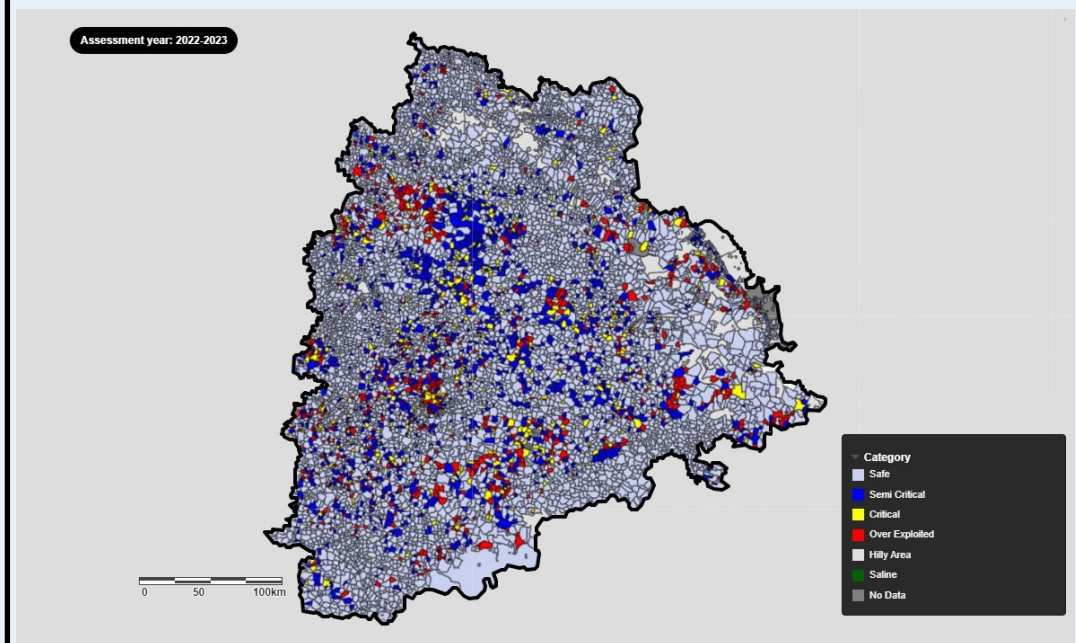 Assessment year: 2022-2023
Category
Safe
Semi Critical
Critical
Over Exploited
Hilly Area
Saline
No Data
0 50 100km